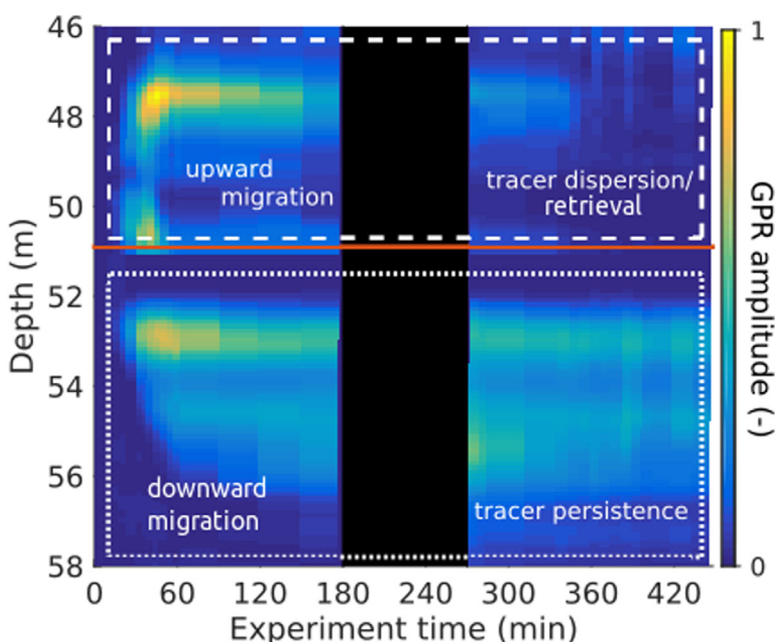 46
48
50
52
54
56
58
Depth (m)
upward
migration
tracer dispersion/
retrieval
downward
migration
tracer persistence
0 60 120 180 240 300 360 420
Experiment time (min)
1
0
GPR amplitude (-)